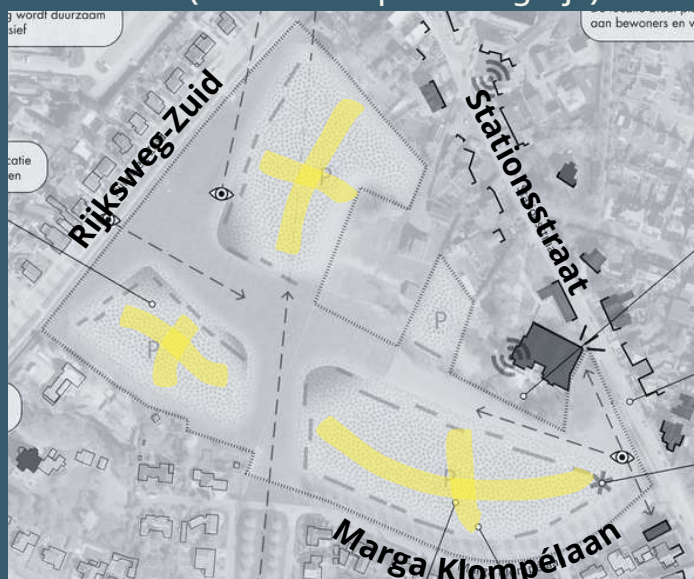 g wordt duurzaam
sief
aan bewoners en v
Rijksweg-Zuid
Stationsstraat
catie
en
P
P
P
P
Marga Klompélaan